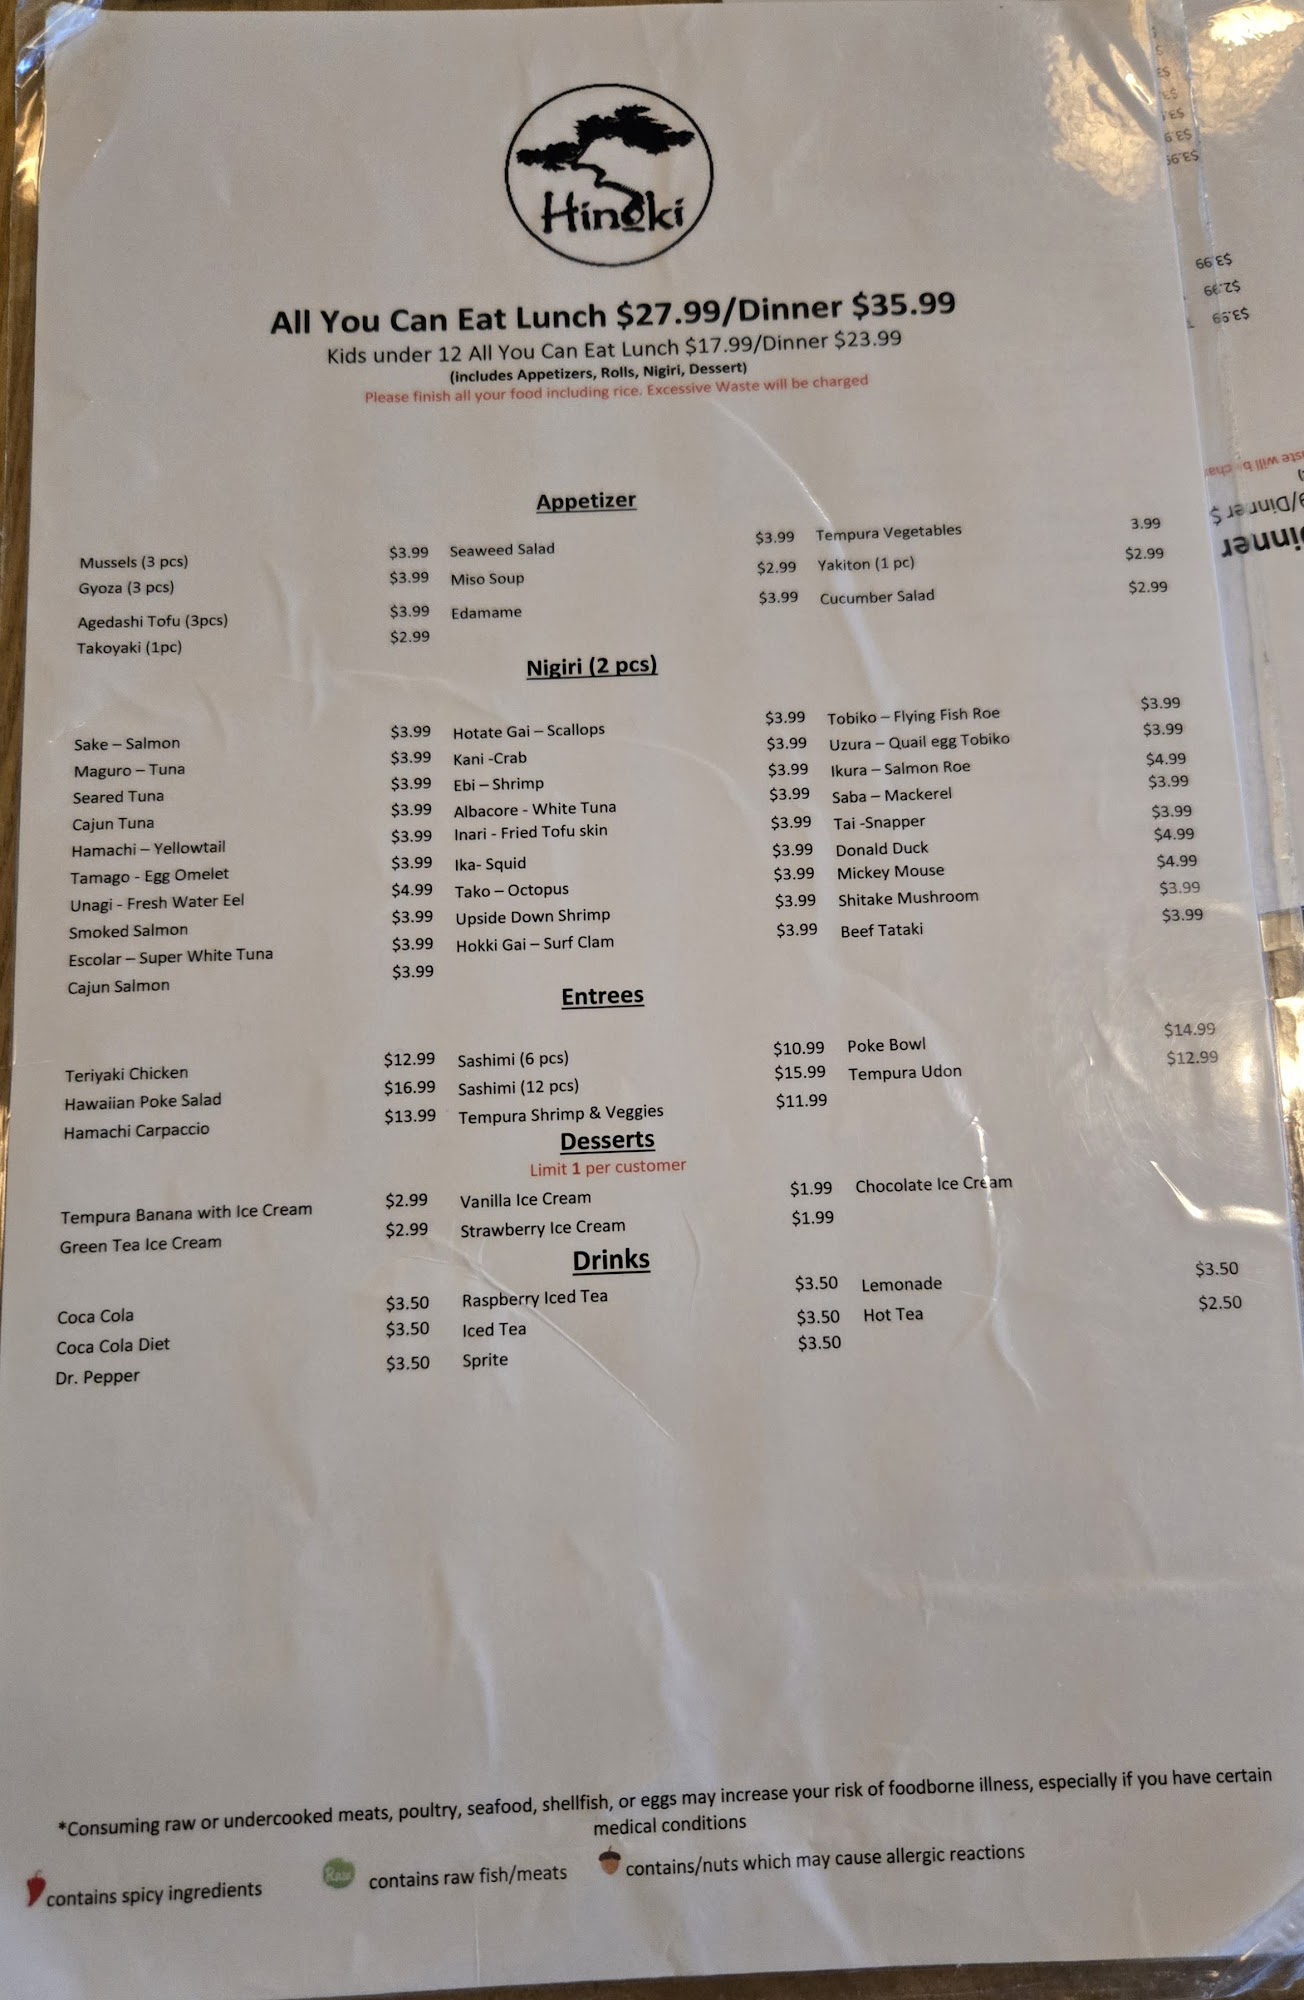 Hinoki
All You Can Eat Lunch $27.99/Dinner $35.99
Kids under 12 All You Can Eat Lunch $17.99/Dinner $23.99
(includes Appetizers, Rolls, Nigiri, Dessert)
Please finish all your food including rice. Excessive Waste will be charged
Appetizer
Mussels (3 pcs) $3.99 Seaweed Salad $3.99 Tempura Vegetables 3.99
Gyoza (3 pcs) $3.99 Miso Soup $2.99 Yakiton (1 pc) $2.99
Agedashi Tofu (3pcs) $3.99 Edamame $3.99 Cucumber Salad $2.99
Takoyaki (1pc) $2.99
Nigiri (2 pcs)
Sake – Salmon $3.99 Hotate Gai – Scallops $3.99 Tobiko – Flying Fish Roe $3.99
Maguro – Tuna $3.99 Kani -Crab $3.99 Uzura – Quail egg Tobiko $3.99
Seared Tuna $3.99 Ebi – Shrimp $3.99 Ikura – Salmon Roe $4.99
Cajun Tuna $3.99 Albacore - White Tuna $3.99 Saba – Mackerel $3.99
Hamachi – Yellowtail $3.99 Inari - Fried Tofu skin $3.99 Tai -Snapper $3.99
Tamago - Egg Omelet $3.99 Ika- Squid $3.99 Donald Duck $4.99
Unagi - Fresh Water Eel $4.99 Tako – Octopus $3.99 Mickey Mouse $4.99
Smoked Salmon $3.99 Upside Down Shrimp $3.99 Shitake Mushroom $3.99
Escolar – Super White Tuna $3.99 Hokki Gai – Surf Clam $3.99 Beef Tataki $3.99
Cajun Salmon $3.99
Entrees
Teriyaki Chicken $12.99 Sashimi (6 pcs) $10.99 Poke Bowl $14.99
Hawaiian Poke Salad $16.99 Sashimi (12 pcs) $15.99 Tempura Udon $12.99
Hamachi Carpaccio $13.99 Tempura Shrimp & Veggies $11.99
Desserts
Limit 1 per customer
Tempura Banana with Ice Cream $2.99 Vanilla Ice Cream $1.99 Chocolate Ice Cream
Green Tea Ice Cream $2.99 Strawberry Ice Cream $1.99
Drinks
Coca Cola $3.50 Raspberry Iced Tea $3.50 Lemonade $3.50
Coca Cola Diet $3.50 Iced Tea $3.50 Hot Tea $2.50
Dr. Pepper $3.50 Sprite $3.50
*Consuming raw or undercooked meats, poultry, seafood, shellfish, or eggs may increase your risk of foodborne illness, especially if you have certain
medical conditions
contains spicy ingredients Raw contains raw fish/meats contains/nuts which may cause allergic reactions
$3.99
$3.99
$2.99
$3.99
Dinner